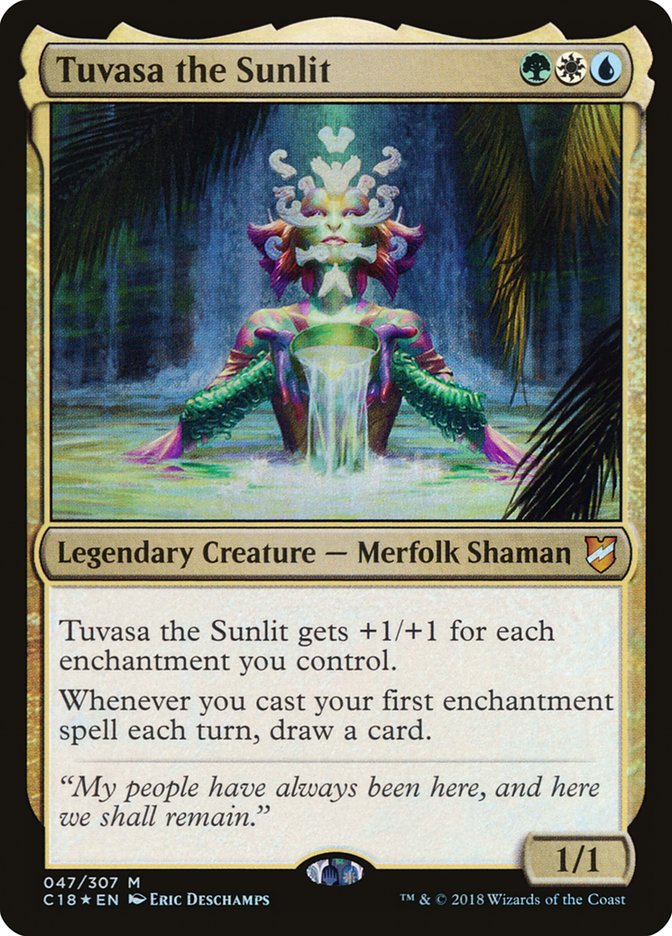 Tuvasa the Sunlit
Legendary Creature — Merfolk Shaman
Tuvasa the Sunlit gets +1/+1 for each
enchantment you control.
Whenever you cast your first enchantment
spell each turn, draw a card.
“My people have always been here, and here
we shall remain.”
1/1
047/307 M
C18★EN Eric Deschamps
™ & © 2018 Wizards of the Coast